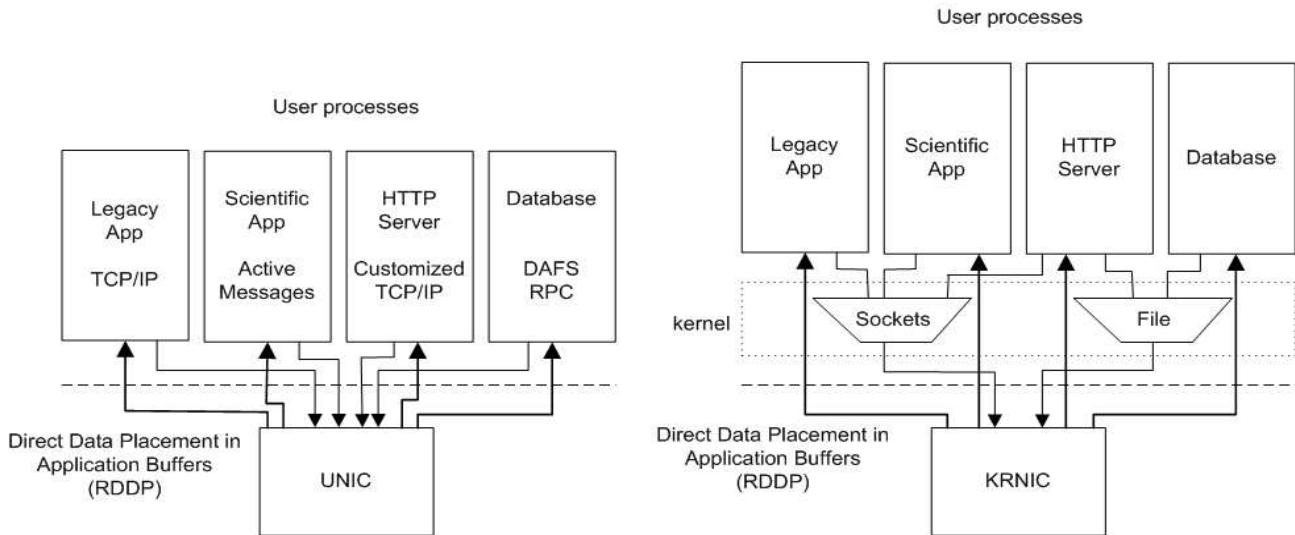 User processes
Legacy
App
TCP/IP
Scientific
App
Active
Messages
HTTP
Server
Customized
TCP/IP
Database
DAFS
RPC
Direct Data Placement in
Application Buffers
(RDDP)
UNIC
User processes
Legacy
App
Scientific
App
HTTP
Server
Database
kernel
Sockets
File
Direct Data Placement in
Application Buffers
(RDDP)
KRNIC